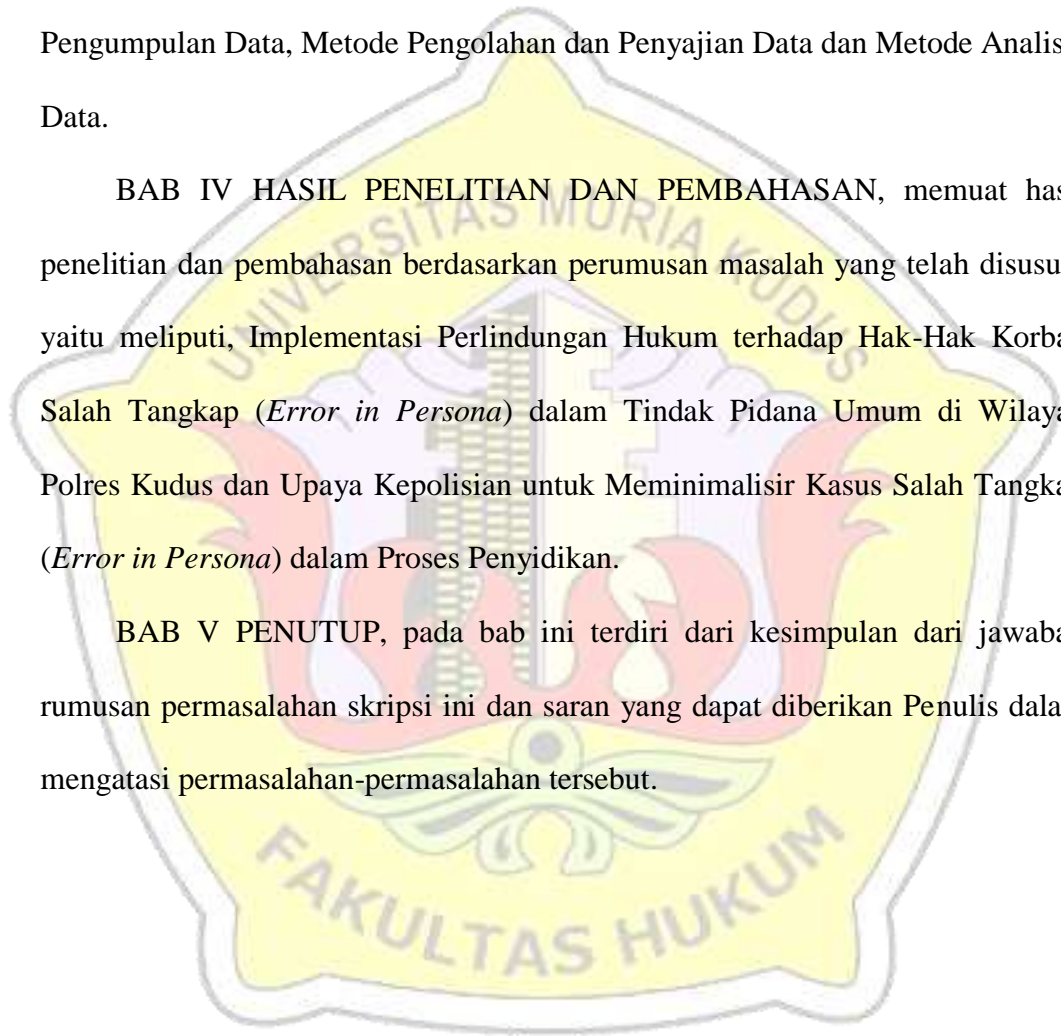 Pengumpulan Data, Metode Pengolahan dan Penyajian Data dan Metode Analis
Data.
BAB IV HASIL PENELITIAN DAN PEMBAHASAN, memuat has
penelitian dan pembahasan berdasarkan perumusan masalah yang telah disusu
yaitu meliputi, Implementasi Perlindungan Hukum terhadap Hak-Hak Korba
Salah Tangkap (Error in Persona) dalam Tindak Pidana Umum di Wilaya
Polres Kudus dan Upaya Kepolisian untuk Meminimalisir Kasus Salah Tangka
(Error in Persona) dalam Proses Penyidikan.
BAB V PENUTUP, pada bab ini terdiri dari kesimpulan dari jawaba
rumusan permasalahan skripsi ini dan saran yang dapat diberikan Penulis dala
mengatasi permasalahan-permasalahan tersebut.
UNIVERSITAS MURIA KUDUS
FAKULTAS HUKUM